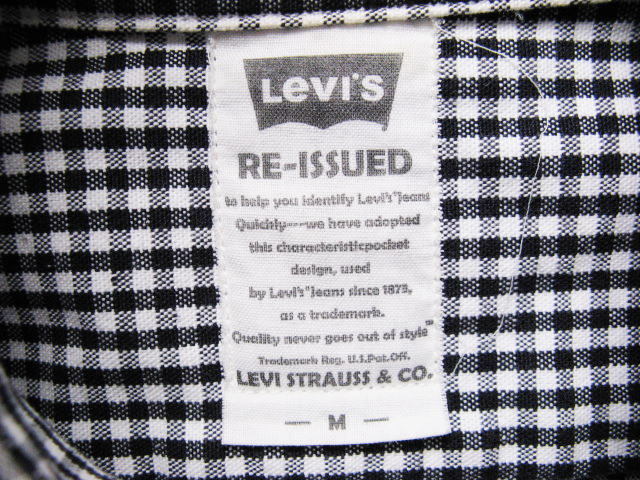 Levi's
RE-ISSUED
to help you identify Levi's"jeans
Quickly---we have adopted
this characteristicpocket
design, used
by Levi's"jeans since 1873,
as a trademark.
Quality never goes out of style™
Trademark Reg. U.S.Pat.Off.
LEVI STRAUSS & CO.
— M —